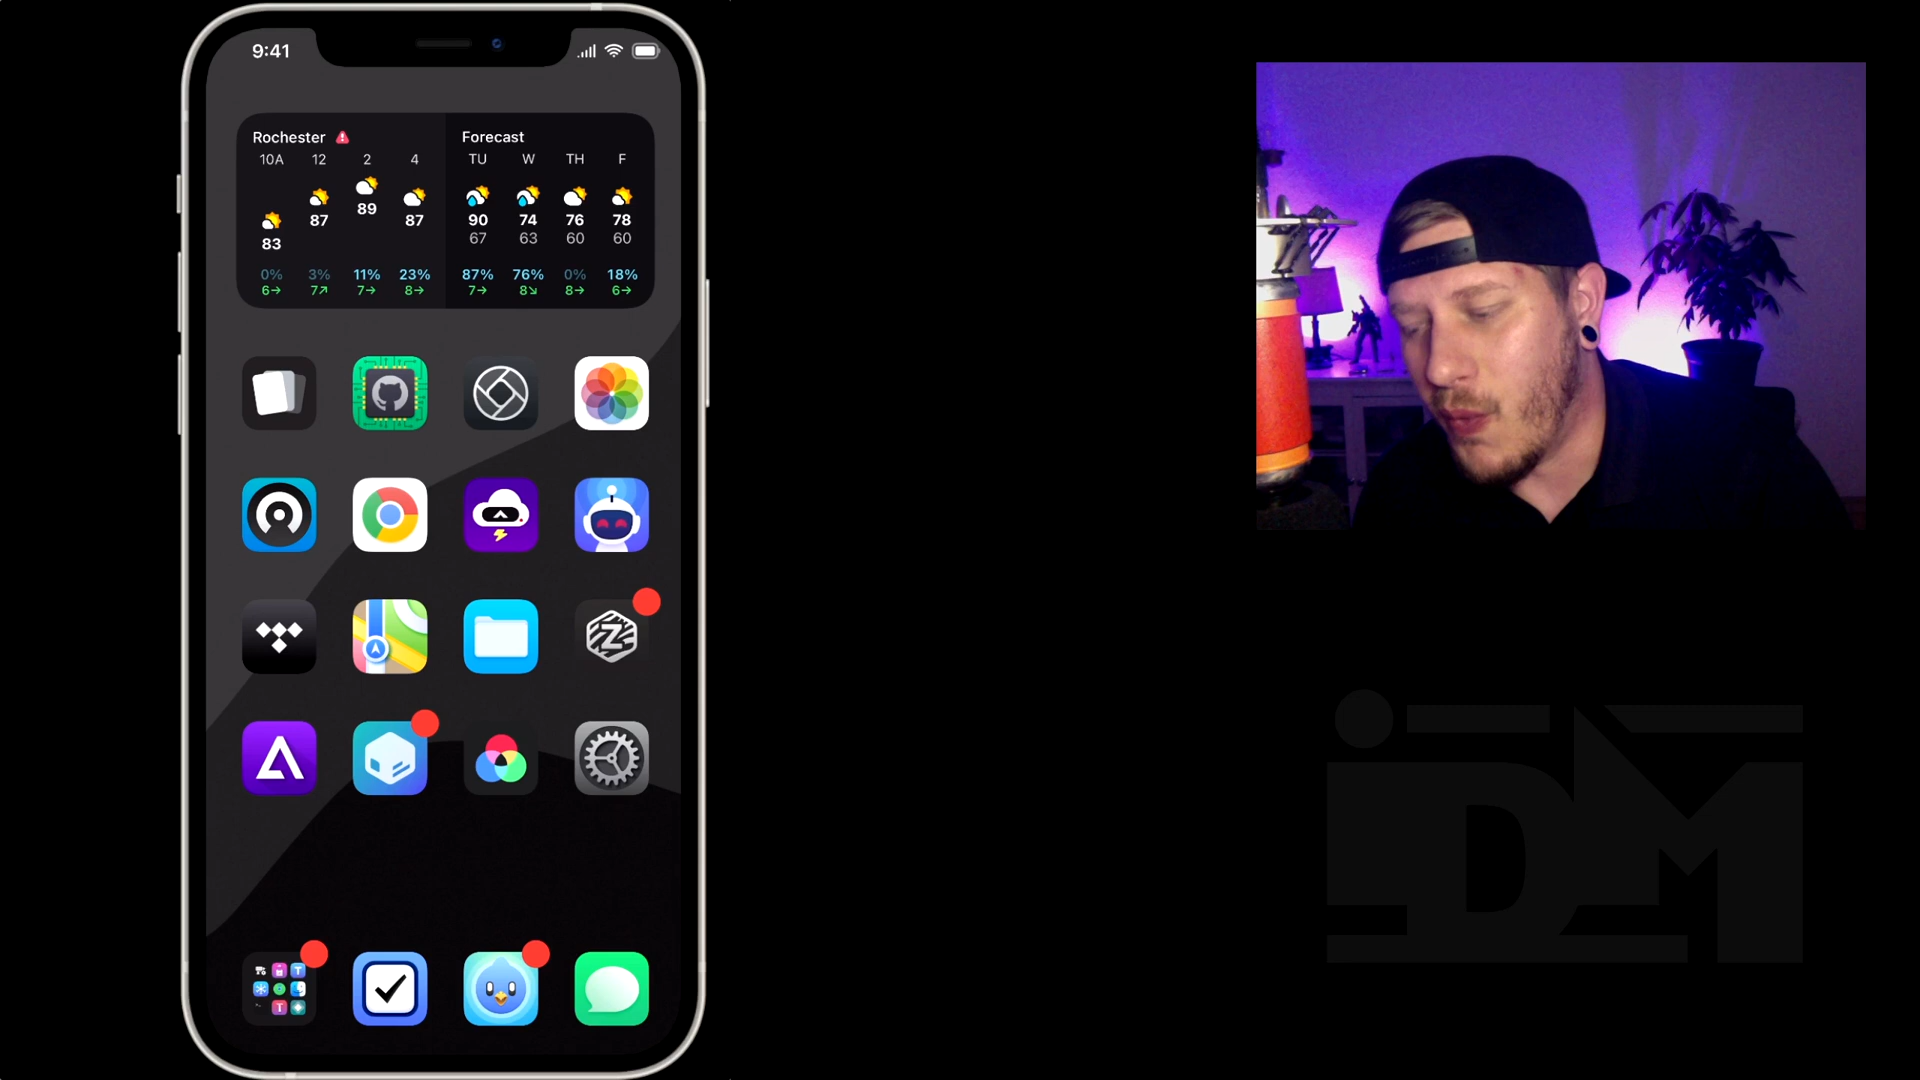 9:41
Rochester
10A 12 2 4
83 87 89 87
0% 3% 11% 23%
6→ 7↗ 7→ 8→
Forecast
TU W TH F
90 74 76 78
67 63 60 60
87% 76% 0% 18%
7→ 8↘ 8→ 6→
Z
T
T
iDM